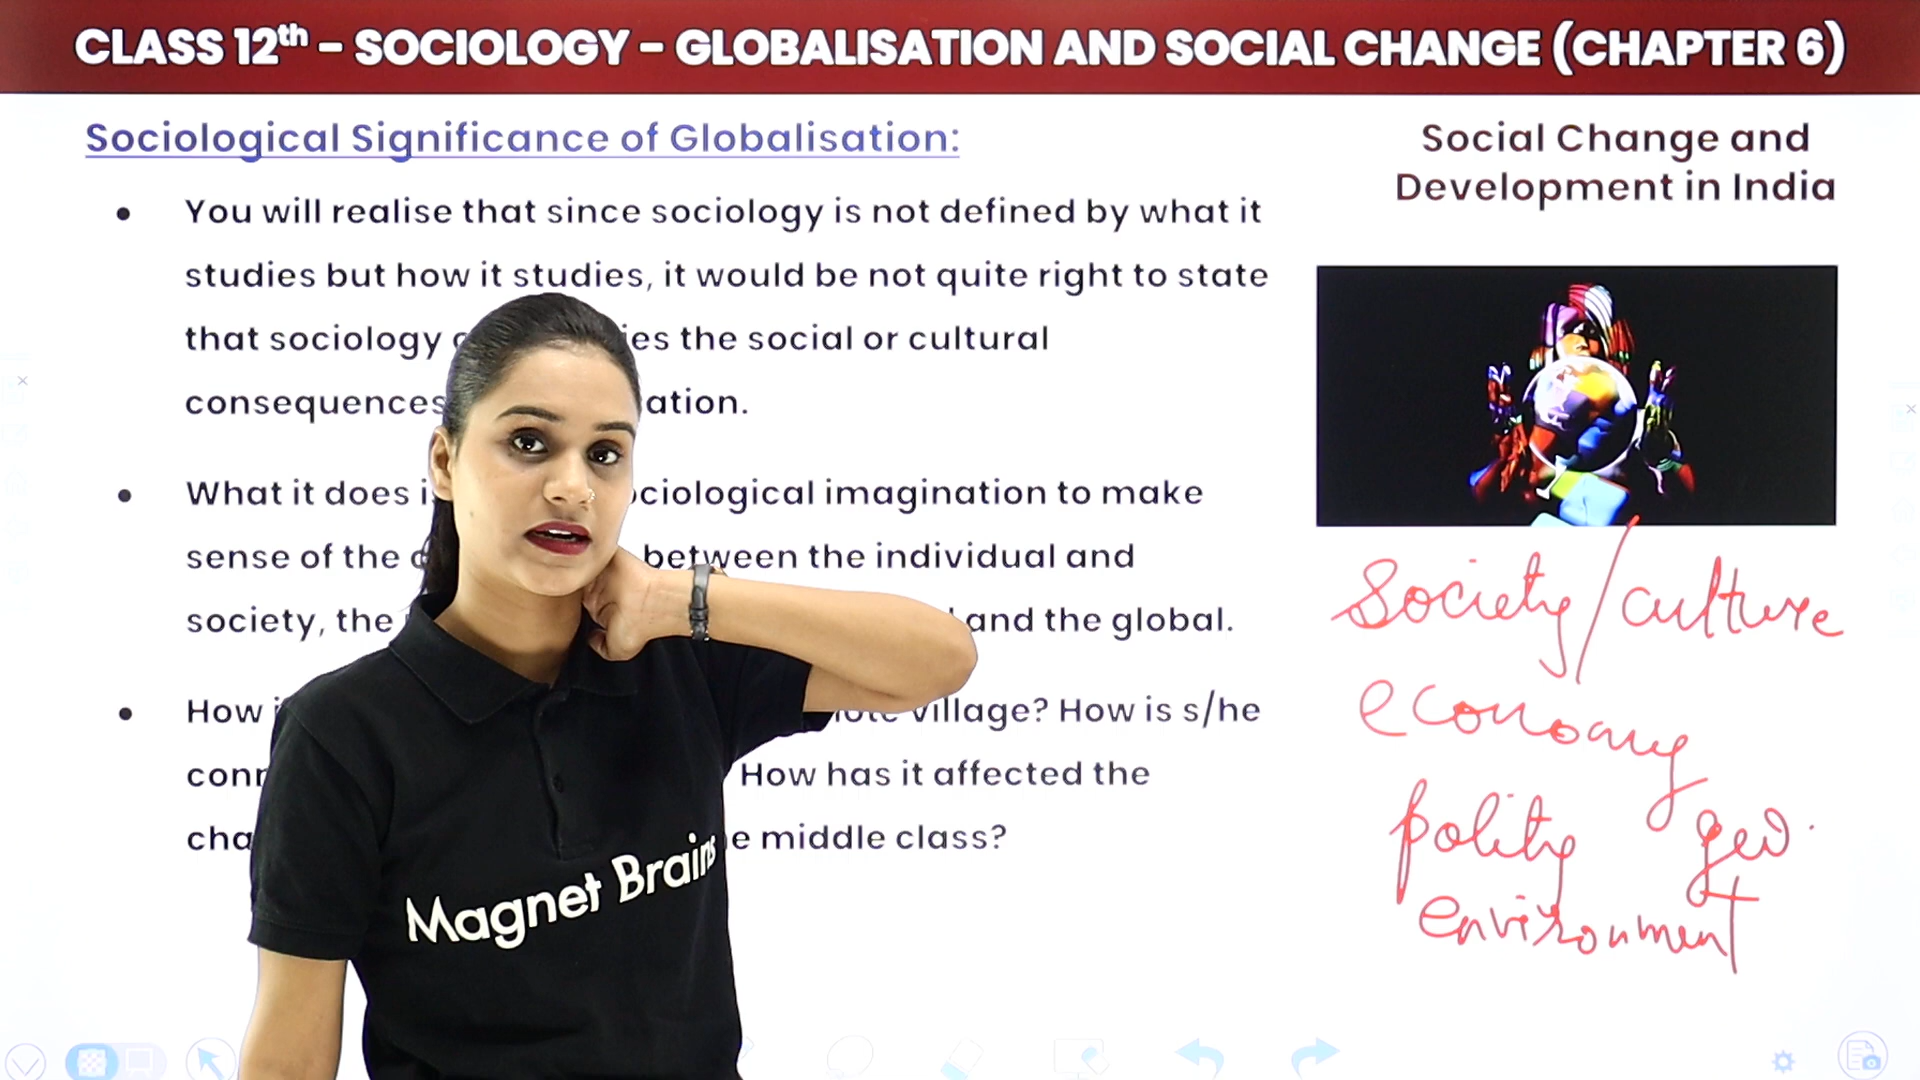 CLASS 12th – SOCIOLOGY – GLOBALISATION AND SOCIAL CHANGE (CHAPTER 6)
Sociological Significance of Globalisation:
• You will realise that since sociology is not defined by what it
studies but how it studies, it would be not quite right to state
that sociology the social or cultural
consequences
• What it does imagination to make
sense of the between the individual and
society, the and the global.
• How village? How is s/he
How has it affected the
middle class?
Social Change and
Development in India
Society/culture
economy
polity geo.
environment
Magnet Brains